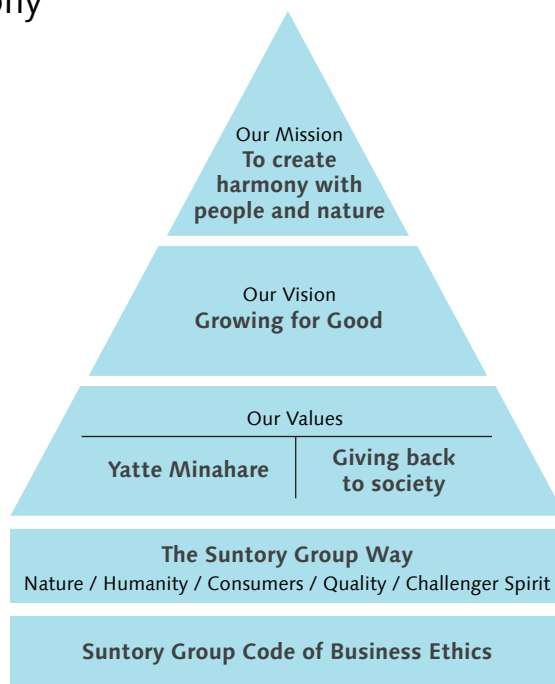 Our Mission
To create
harmony with
people and nature
Our Vision
Growing for Good
Our Values
Yatte Minahare
Giving back
to society
The Suntory Group Way
Nature / Humanity / Consumers / Quality / Challenger Spirit
Suntory Group Code of Business Ethics